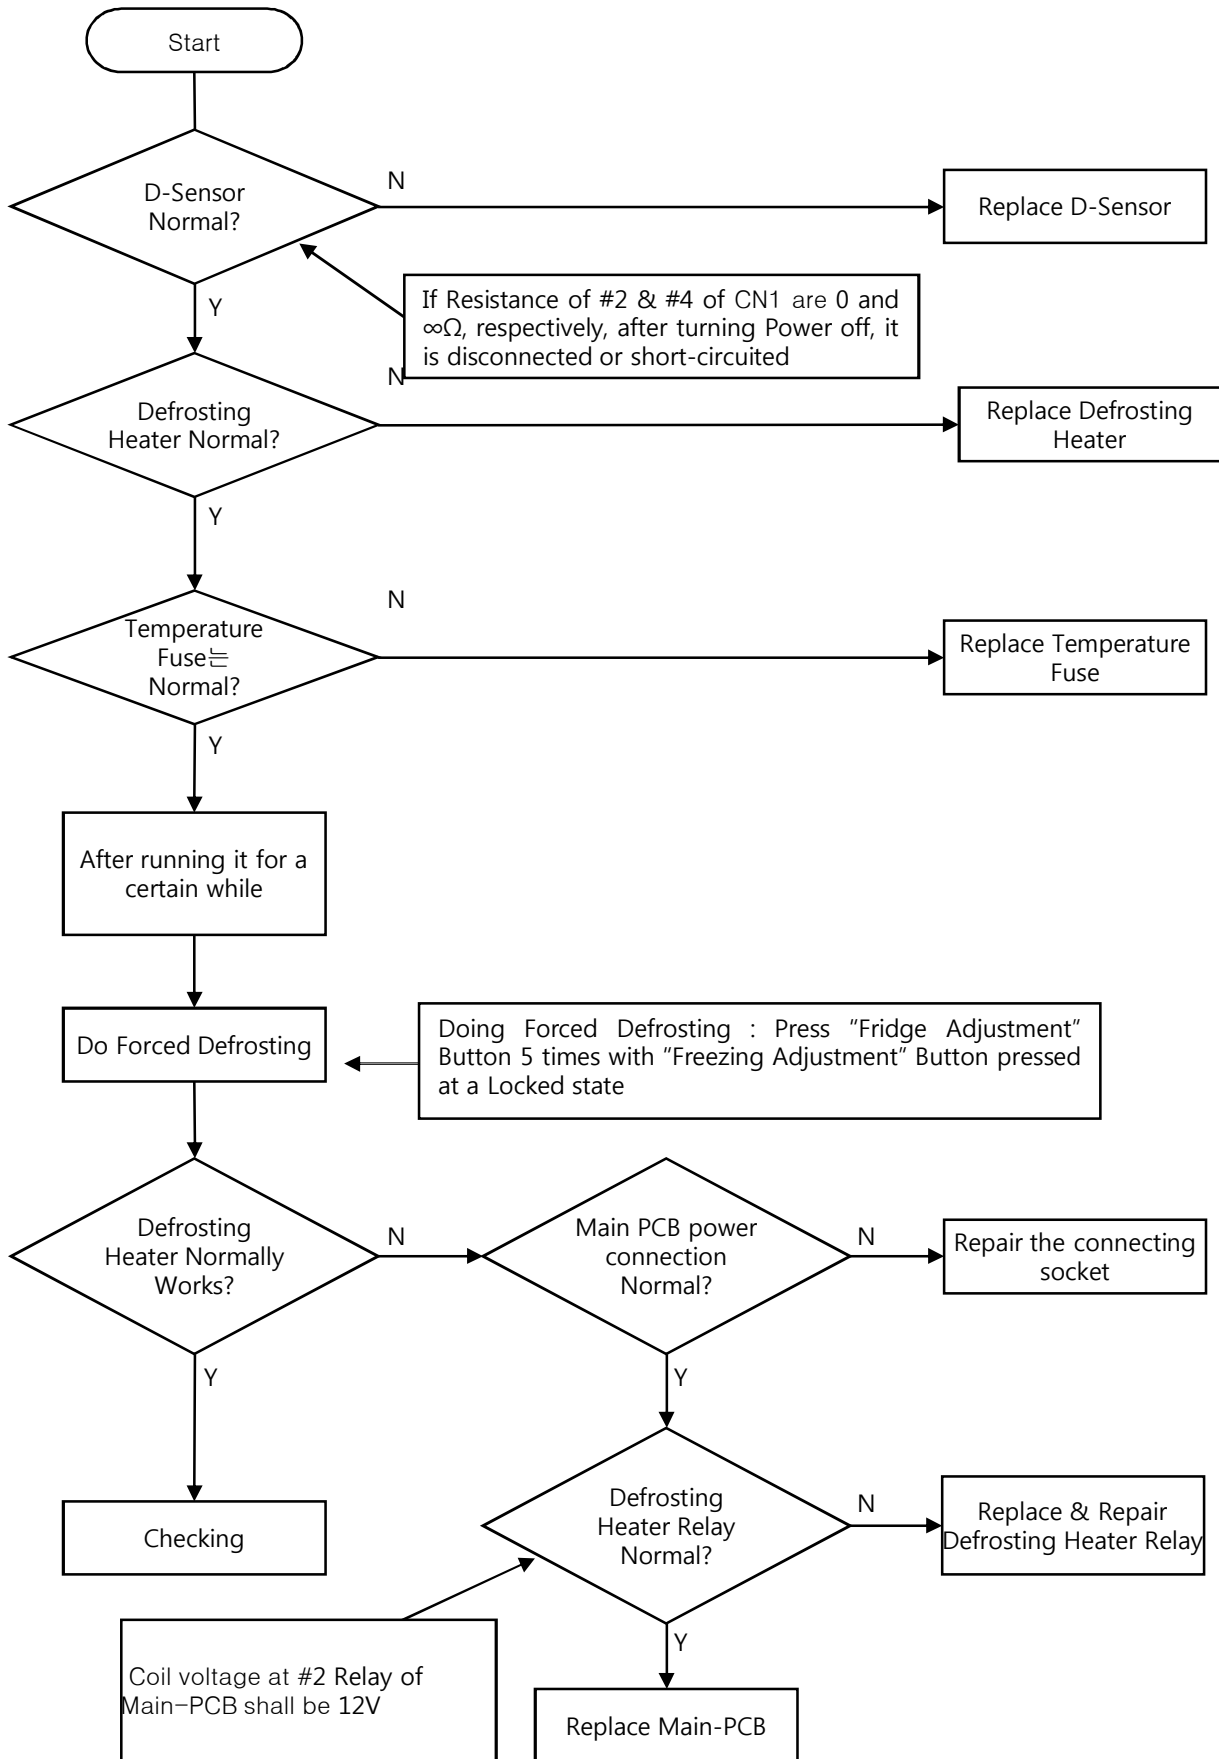 Start
D-Sensor
Normal?
N
Replace D-Sensor
Y
If Resistance of #2 & #4 of CN1 are 0 and
∞Ω, respectively, after turning Power off, it
is disconnected or short-circuited
N
Defrosting
Heater Normal?
Replace Defrosting
Heater
Y
N
Temperature
Fuse는
Normal?
Replace Temperature
Fuse
Y
After running it for a
certain while
Do Forced Defrosting
Doing Forced Defrosting : Press "Fridge Adjustment"
Button 5 times with "Freezing Adjustment" Button pressed
at a Locked state
Defrosting
Heater Normally
Works?
N
Main PCB power
connection
Normal?
N
Repair the connecting
socket
Y
Y
Checking
Defrosting
Heater Relay
Normal?
N
Replace & Repair
Defrosting Heater Relay
Y
Coil voltage at #2 Relay of
Main-PCB shall be 12V
Replace Main-PCB